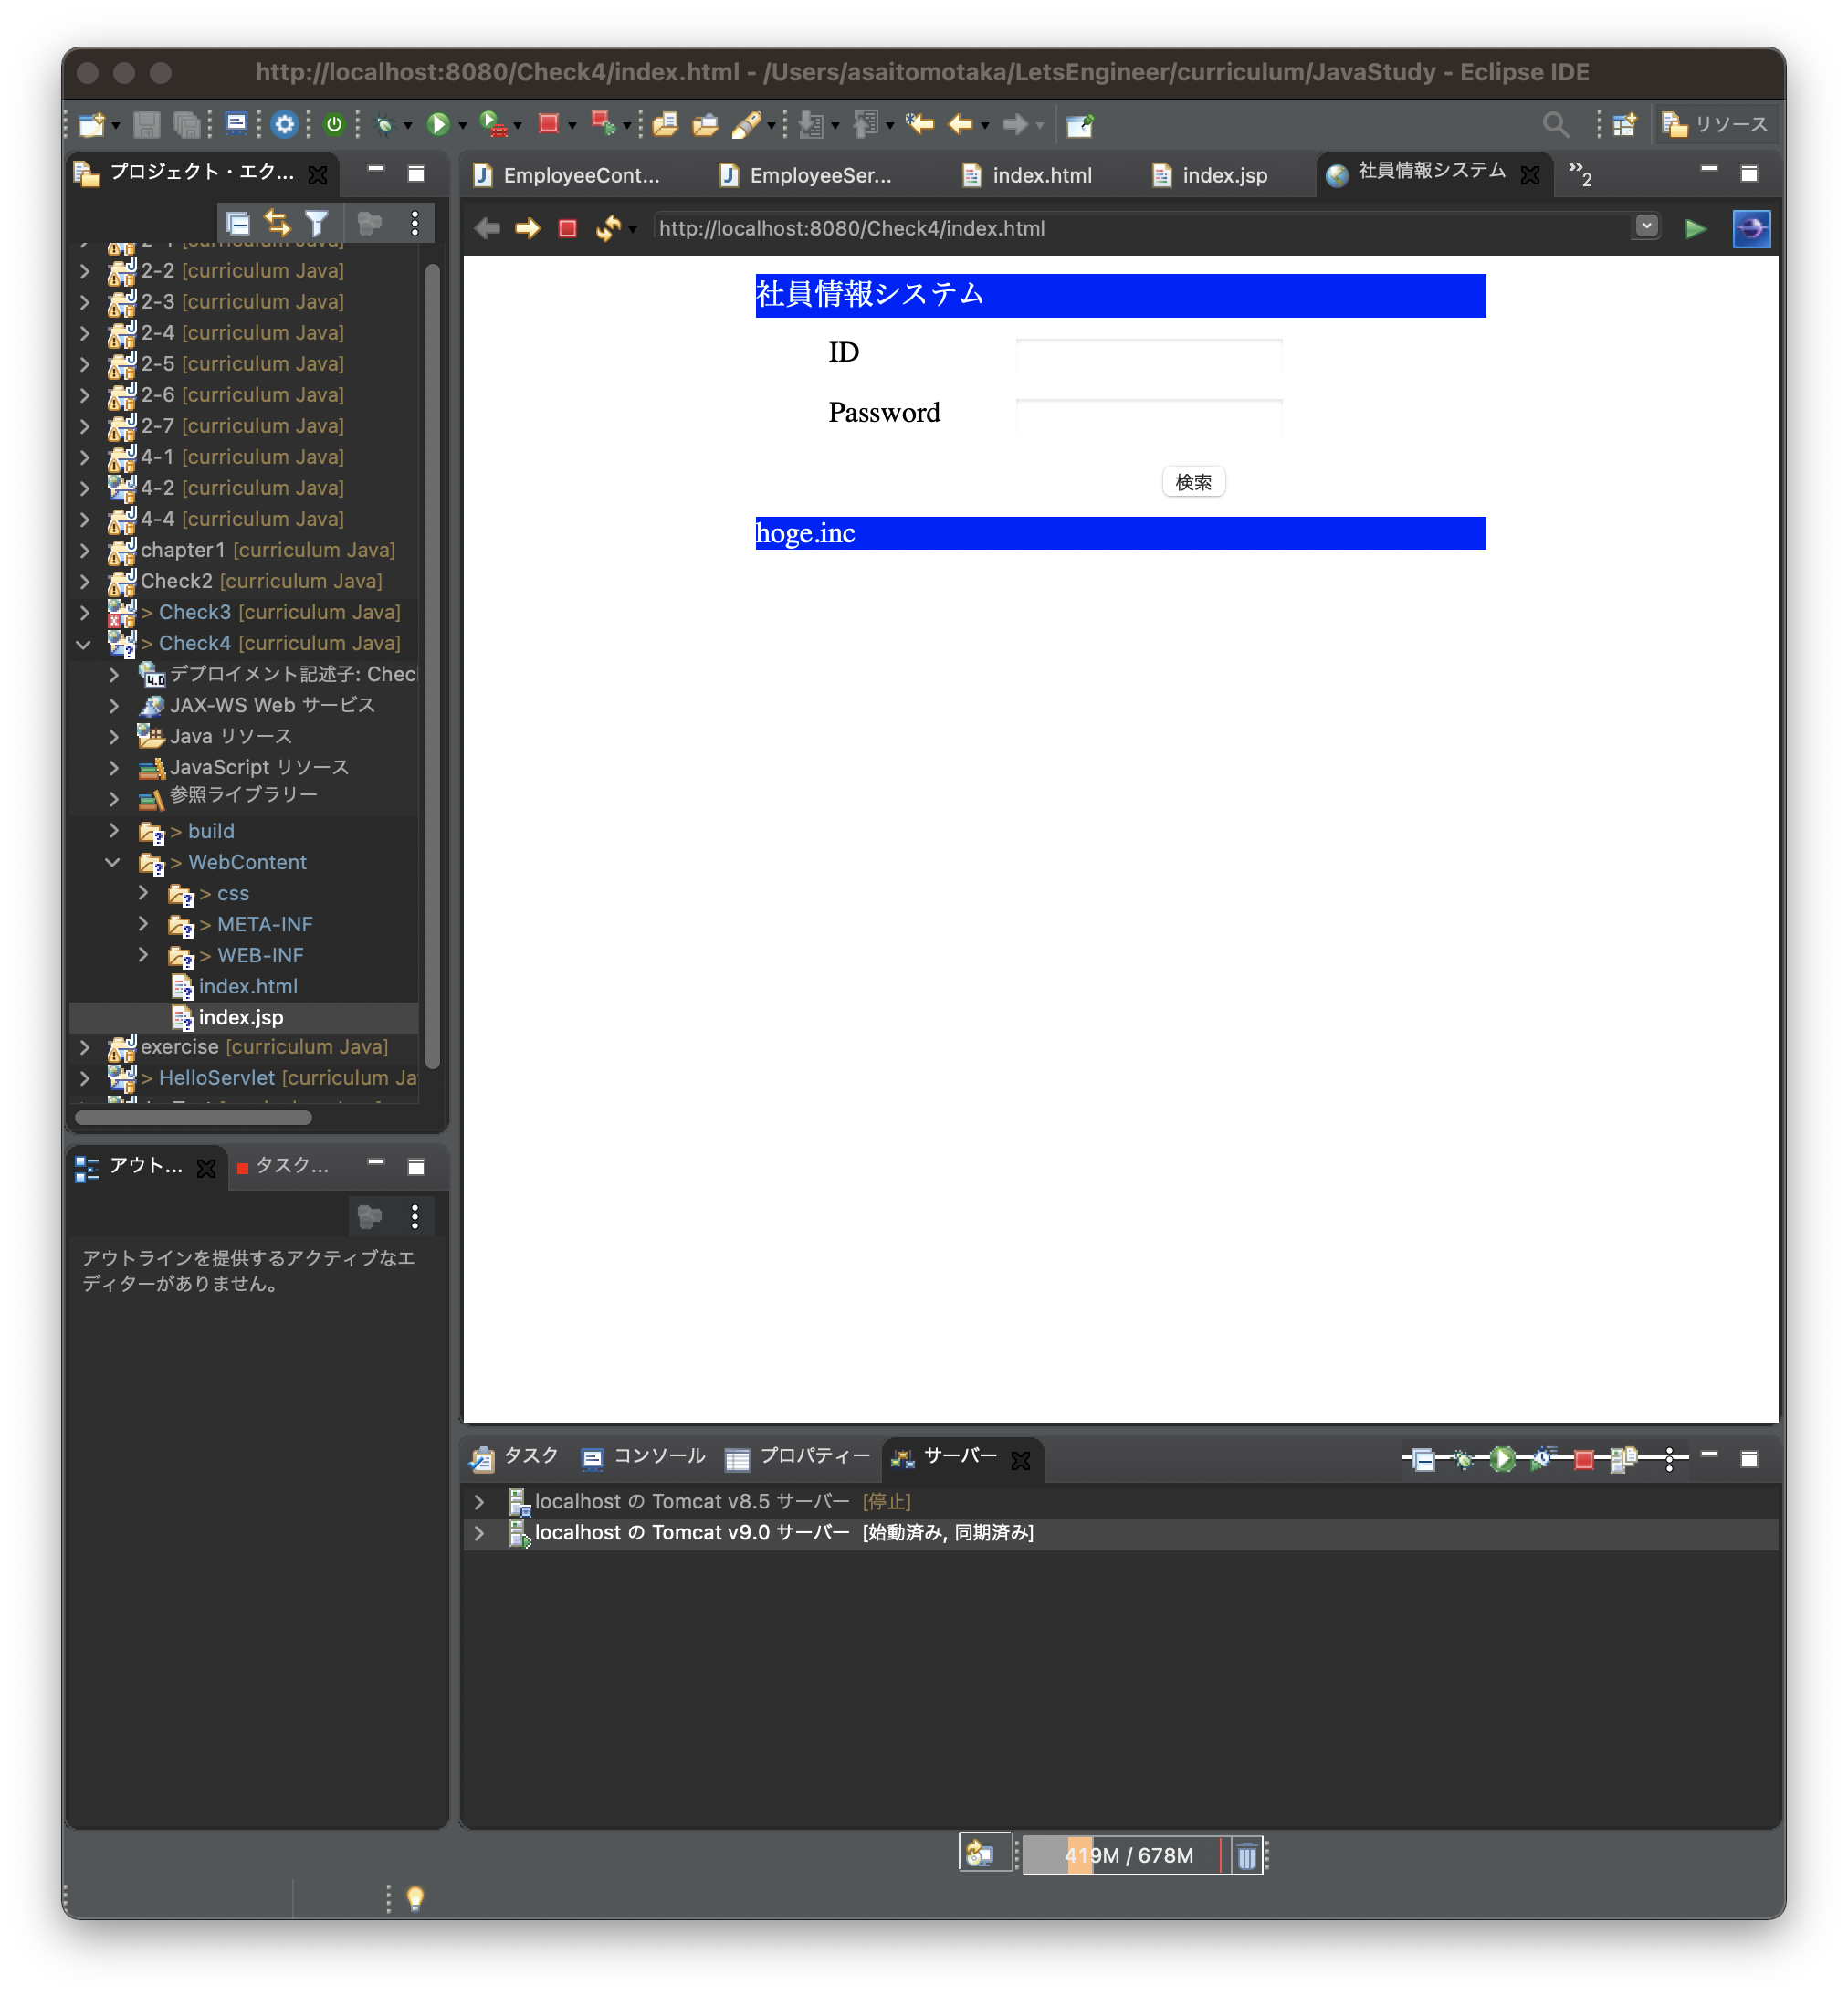 http://localhost:8080/Check4/index.html - /Users/asaitomotaka/LetsEngineer/curriculum/JavaStudy - Eclipse IDE
リソース
プロジェクト・エク...
2-2 [curriculum Java]
2-3 [curriculum Java]
2-4 [curriculum Java]
2-5 [curriculum Java]
2-6 [curriculum Java]
2-7 [curriculum Java]
4-1 [curriculum Java]
4-2 [curriculum Java]
4-4 [curriculum Java]
chapter1 [curriculum Java]
Check2 [curriculum Java]
> Check3 [curriculum Java]
> Check4 [curriculum Java]
デプロイメント記述子: Chec
JAX-WS Web サービス
Java リソース
JavaScript リソース
参照ライブラリー
> build
> WebContent
> css
> META-INF
> WEB-INF
index.html
index.jsp
exercise [curriculum Java]
> HelloServlet [curriculum Ja
アウト... タスク...
アウトラインを提供するアクティブなエ
ディターがありません。
EmployeeCont... EmployeeSer... index.html index.jsp 社員情報システム »2
http://localhost:8080/Check4/index.html
社員情報システム
ID
Password
検索
hoge.inc
タスク コンソール プロパティー サーバー
localhost の Tomcat v8.5 サーバー [停止]
localhost の Tomcat v9.0 サーバー [始動済み, 同期済み]
419M / 678M